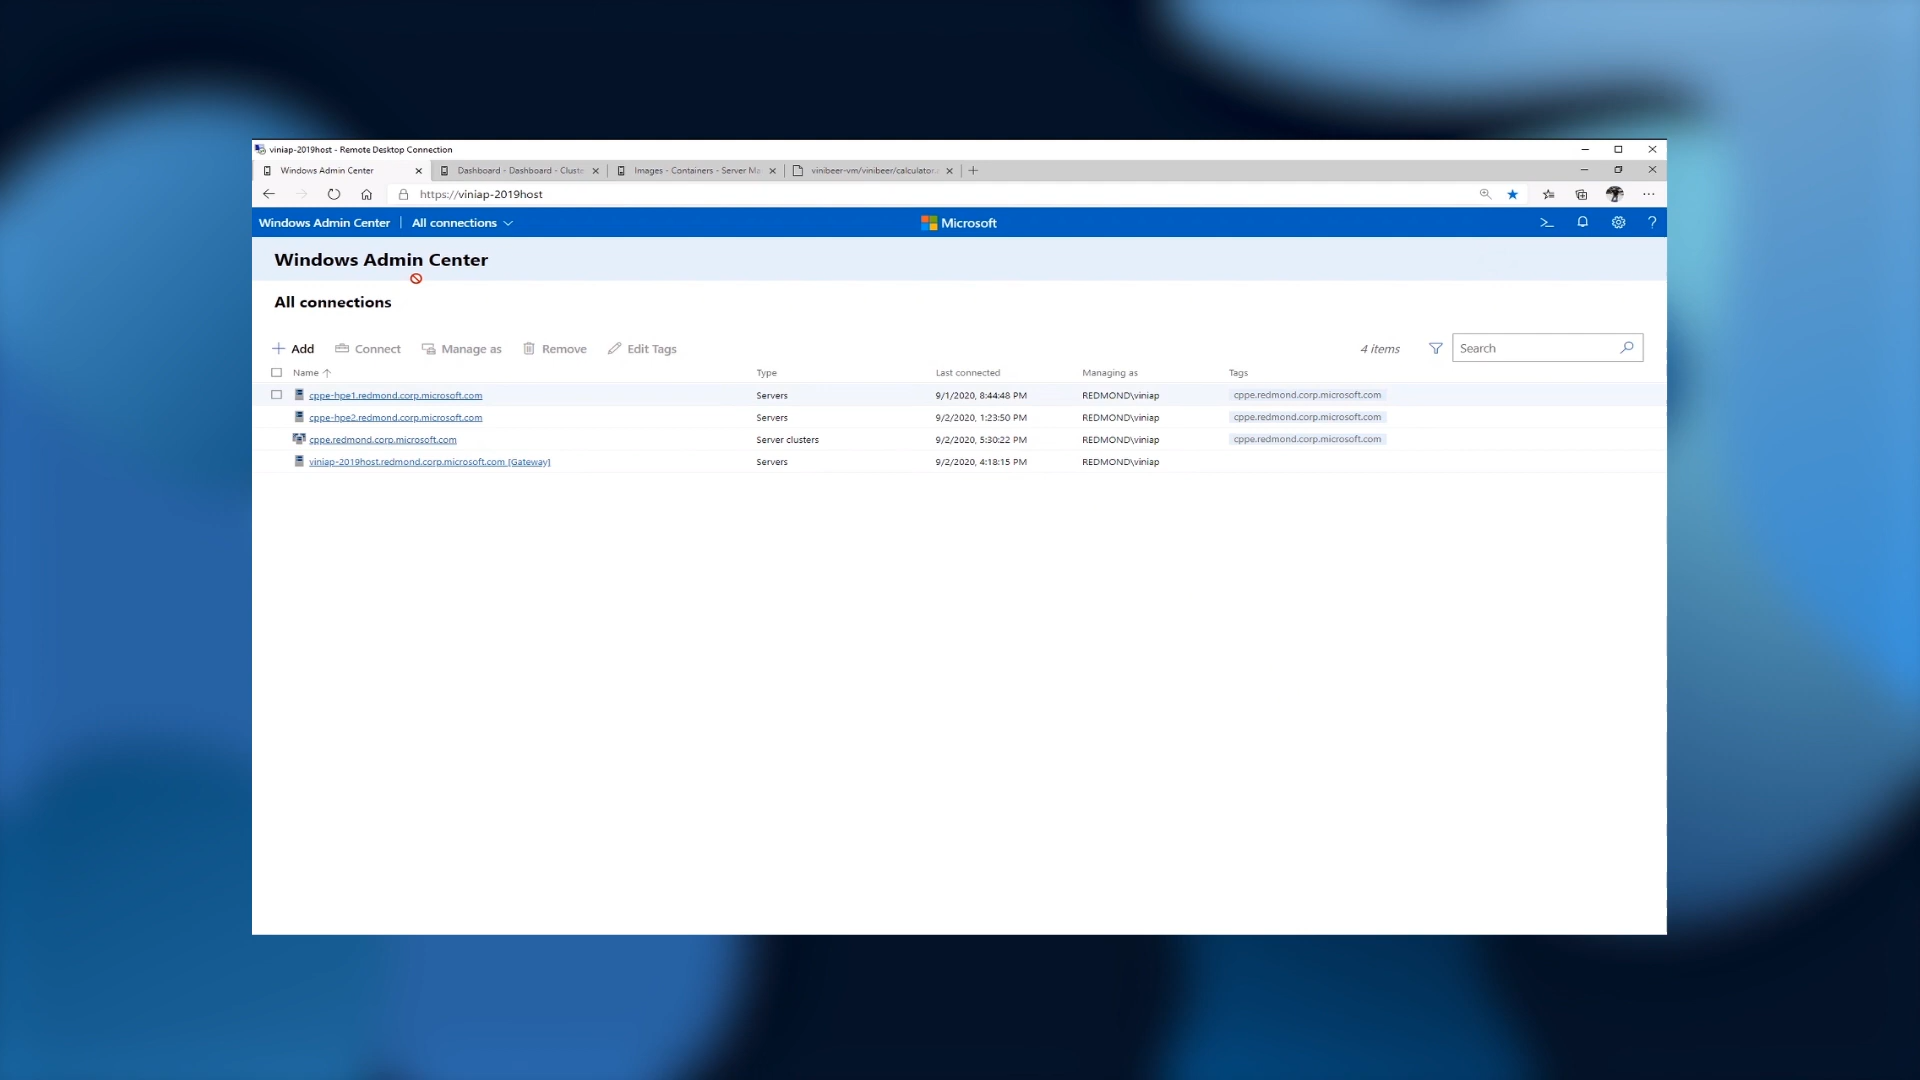 viniap-2019host - Remote Desktop Connection
Windows Admin Center
Dashboard - Dashboard - Cluste
Images - Containers - Server Ma
vinibeer-vm/vinibeer/calculator.
https://viniap-2019host
Windows Admin Center | All connections
Microsoft
Windows Admin Center
All connections
Add Connect Manage as Remove Edit Tags 4 items Search
Name Type Last connected Managing as Tags
cppe-hpe1.redmond.corp.microsoft.com Servers 9/1/2020, 8:44:48 PM REDMOND\viniap cppe.redmond.corp.microsoft.com
cppe-hpe2.redmond.corp.microsoft.com Servers 9/2/2020, 1:23:50 PM REDMOND\viniap cppe.redmond.corp.microsoft.com
cppe.redmond.corp.microsoft.com Server clusters 9/2/2020, 5:30:22 PM REDMOND\viniap cppe.redmond.corp.microsoft.com
viniap-2019host.redmond.corp.microsoft.com [Gateway] Servers 9/2/2020, 4:18:15 PM REDMOND\viniap